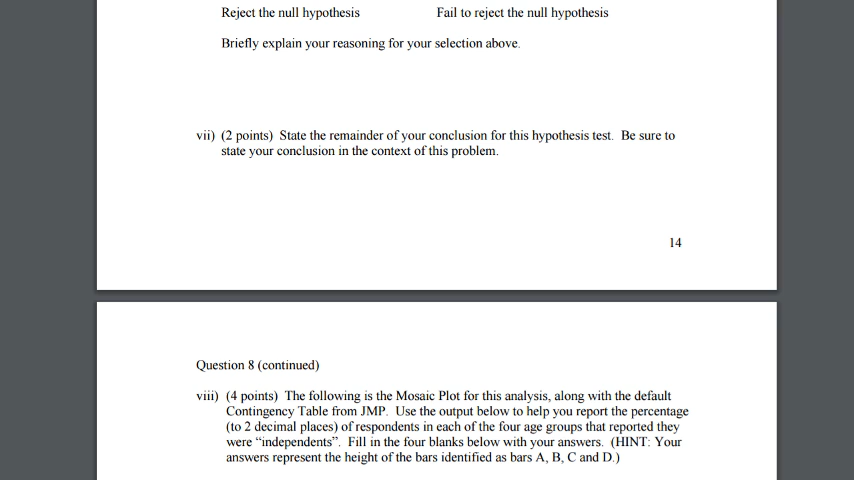 Reject the null hypothesis Fail to reject the null hypothesis
Briefly explain your reasoning for your selection above.
vii) (2 points) State the remainder of your conclusion for this hypothesis test. Be sure to
state your conclusion in the context of this problem.
14
Question 8 (continued)
viii) (4 points) The following is the Mosaic Plot for this analysis, along with the default
Contingency Table from JMP. Use the output below to help you report the percentage
(to 2 decimal places) of respondents in each of the four age groups that reported they
were “independents”. Fill in the four blanks below with your answers. (HINT: Your
answers represent the height of the bars identified as bars A, B, C and D.)